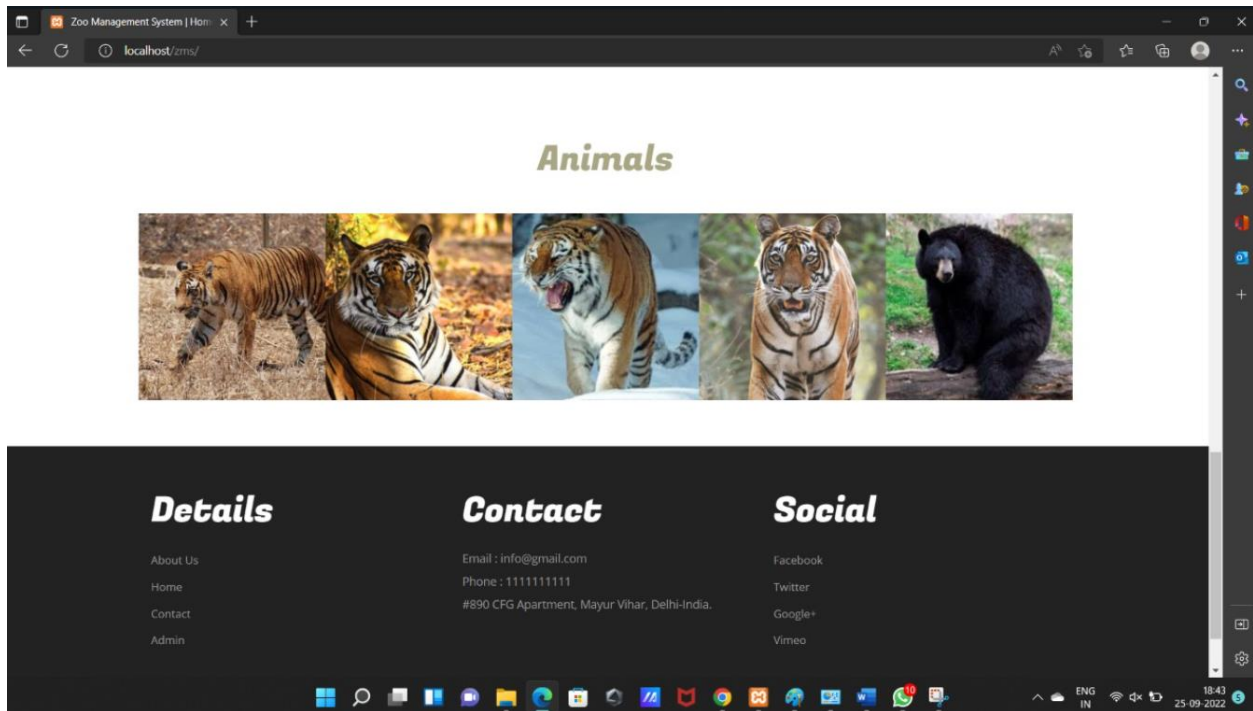 Zoo Management System | Hom
localhost/zms/
Animals
Details
About Us
Home
Contact
Admin
Contact
Email : info@gmail.com
Phone : 1111111111
#890 CFG Apartment, Mayur Vihar, Delhi-India.
Social
Facebook
Twitter
Google+
Vimeo
10
ENG
IN
18:43
25-09-2022
5